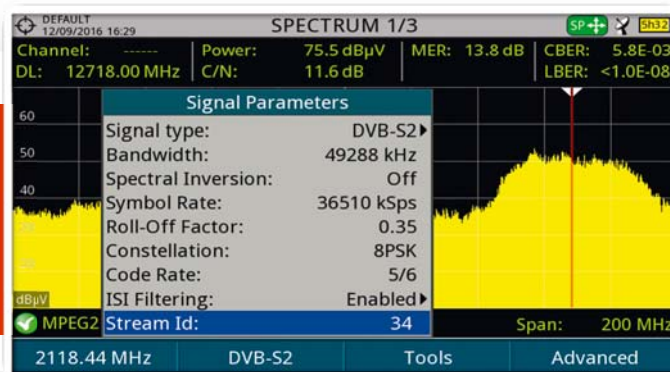 DEFAULT
12/09/2016 16:29
SPECTRUM 1/3
SP
5h32
Channel: ------ Power: 75.5 dBµV MER: 13.8 dB CBER: 5.8E-03
DL: 12718.00 MHz C/N: 11.6 dB LBER: <1.0E-08
Signal Parameters
60
Signal type: DVB-S2
50
Bandwidth: 49288 kHz
Spectral Inversion: Off
40
Symbol Rate: 36510 kSps
Roll-Off Factor: 0.35
Constellation: 8PSK
Code Rate: 5/6
dBµV
ISI Filtering: Enabled
MPEG2 Stream Id: 34 Span: 200 MHz
2118.44 MHz DVB-S2 Tools Advanced